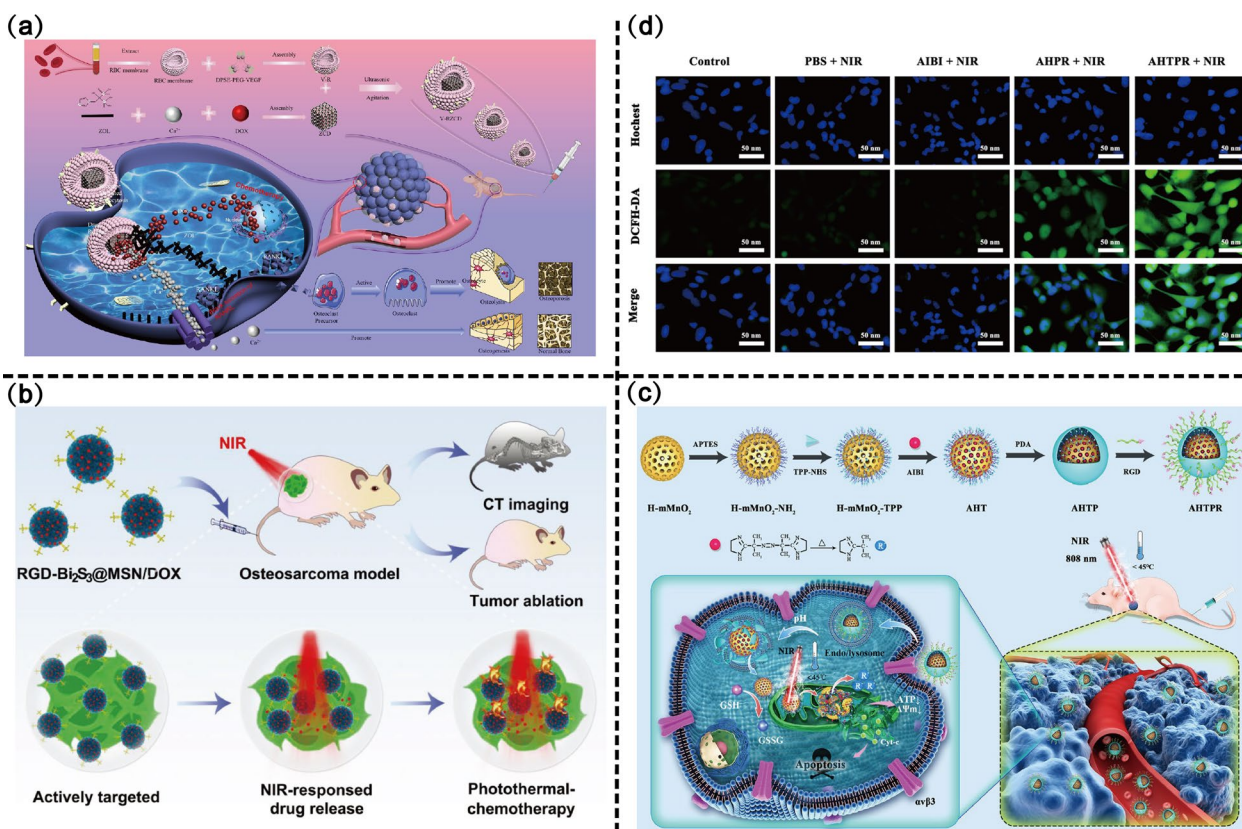 (a)
Extract
RBC membrane
RBC membrane
DPSE-PEG-VEGF
Assembly
V-R
Ultrasonic
Agitation
V-RZCD
ZOL
Ca²⁺
DOX
Assembly
ZCD
RANKL
Osteoclast
Precursor
Active
Osteoclast
Promote
Osteolysis
Osteoporosis
Ca²⁺
Promote
Osteogenesis
Normal Bone
(d)
Control
PBS + NIR
AIBI + NIR
AHPR + NIR
AHTPR + NIR
Hochest
50 nm
50 nm
50 nm
50 nm
50 nm
DCFH-DA
50 nm
50 nm
50 nm
50 nm
50 nm
Merge
50 nm
50 nm
50 nm
50 nm
50 nm
(b)
NIR
RGD-Bi₂S₃@MSN/DOX
Osteosarcoma model
CT imaging
Tumor ablation
Actively targeted
NIR-responsed
drug release
Photothermal-
chemotherapy
(c)
APTES
TPP-NHS
AIBI
PDA
RGD
H-mMnO₂
H-mMnO₂-NH₂
H-mMnO₂-TPP
AHT
AHTP
AHTPR
NIR
808 nm
< 45°C
pH
NIR
Endo/lysosome
<45°C
R
R
R
GSH
GSSG
ATP↓
ΔΨm↓
Cyt-c
Apoptosis
αvβ3